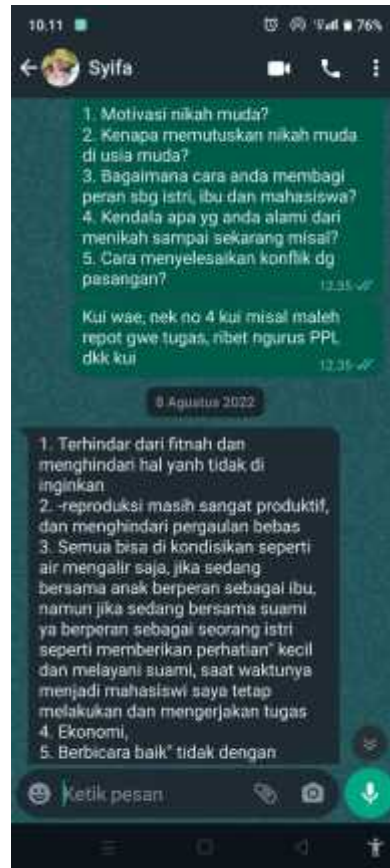 10.11
76%
Syifa
1. Motivasi nikah muda?
2. Kenapa memutuskan nikah muda
di usia muda?
3. Bagaimana cara anda membagi
peran sbg istri, ibu dan mahasiswa?
4. Kendala apa yg anda alami dari
menikah sampai sekarang misal?
5. Cara menyelesaikan konflik dg
pasangan?
12.35
Kui wae, nek no 4 kui misal maleh
repot gwe tugas, ribet ngurus PPL
dkk kui
12.35
8 Agustus 2022
1. Terhindar dari fitnah dan
menghindari hal yanh tidak di
inginkan
2. -reproduksi masih sangat produktif,
dan menghindari pergaulan bebas
3. Semua bisa di kondisikan seperti
air mengalir saja, jika sedang
bersama anak berperan sebagai ibu,
namun jika sedang bersama suami
ya berperan sebagai seorang istri
seperti memberikan perhatian" kecil
dan melayani suami, saat waktunya
menjadi mahasiswi saya tetap
melakukan dan mengerjakan tugas
4. Ekonomi,
5. Berbicara baik" tidak dengan
Ketik pesan